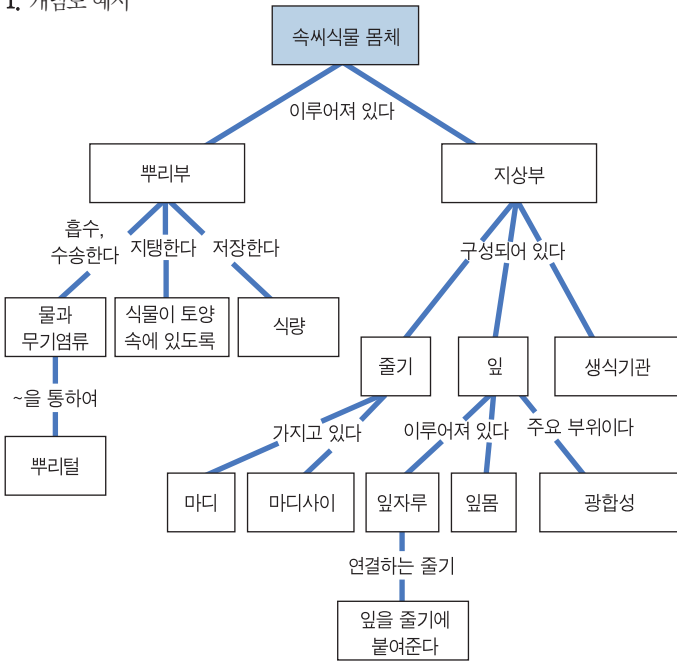 1. 개념도 예시
속씨식물 몸체
이루어져 있다
뿌리부
지상부
흡수,
수송한다
지탱한다
저장한다
구성되어 있다
물과
무기염류
식물이 토양
속에 있도록
식량
줄기
잎
생식기관
~을 통하여
가지고 있다
이루어져 있다
주요 부위이다
뿌리털
마디
마디사이
잎자루
잎몸
광합성
연결하는 줄기
잎을 줄기에
붙여준다